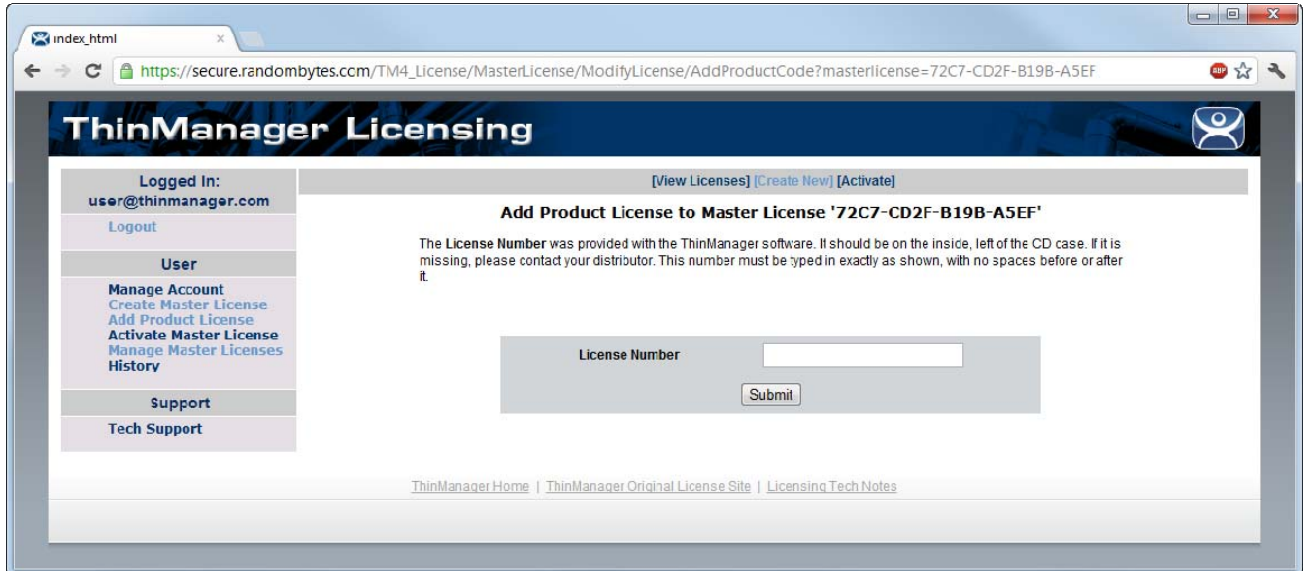 index_html
https://secure.randombytes.com/TM4_License/MasterLicense/ModifyLicense/AddProductCode?masterlicense=72C7-CD2F-B19B-A5EF
ABP
ThinManager Licensing
Logged In:
user@thinmanager.com
Logout
User
Manage Account
Create Master License
Add Product License
Activate Master License
Manage Master Licenses
History
Support
Tech Support
[View Licenses] [Create New] [Activate]
Add Product License to Master License '72C7-CD2F-B19B-A5EF'
The License Number was provided with the ThinManager software. It should be on the inside, left of the CD case. If it is
missing, please contact your distributor. This number must be typed in exactly as shown, with no spaces before or after
it.
License Number
Submit
ThinManager Home | ThinManager Original License Site | Licensing Tech Notes